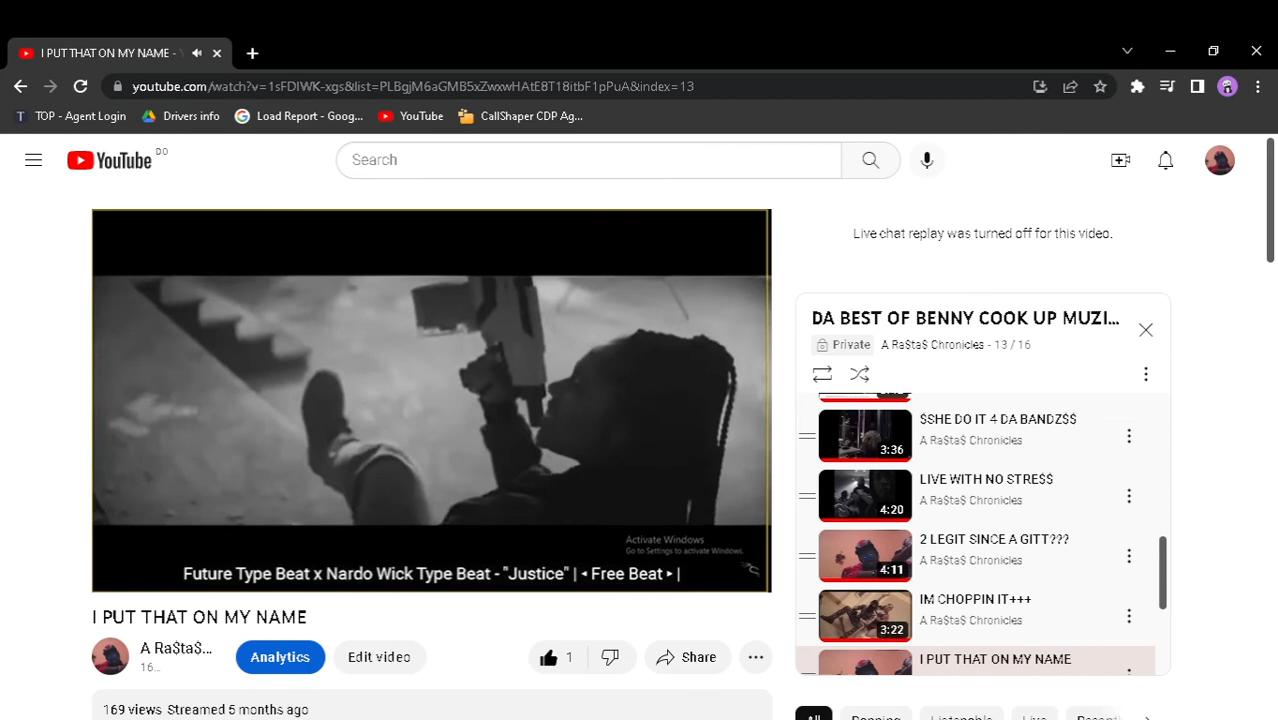 I PUT THAT ON MY NAME - Y
youtube.com/watch?v=1sFDIWK-xgs&list=PLBgjM6aGMB5xZwxwHAtE8T18itbF1pPuA&index=13
TOP - Agent Login
Drivers info
Load Report - Goog...
YouTube
CallShaper CDP Ag...
YouTube DO
Search
Live chat replay was turned off for this video.
DA BEST OF BENNY COOK UP MUZI...
Private
A Ra$ta$ Chronicles - 13 / 16
$SHE DO IT 4 DA BANDZ$$
A Ra$ta$ Chronicles
3:36
LIVE WITH NO STRE$$
A Ra$ta$ Chronicles
4:20
2 LEGIT SINCE A GITT???
A Ra$ta$ Chronicles
4:11
IM CHOPPIN IT+++
A Ra$ta$ Chronicles
3:22
I PUT THAT ON MY NAME
Activate Windows
Go to Settings to activate Windows.
Future Type Beat x Nardo Wick Type Beat - "Justice" | ◂ Free Beat ▸ |
I PUT THAT ON MY NAME
A Ra$ta$...
16...
Analytics
Edit video
1
Share
169 views Streamed 5 months ago
All